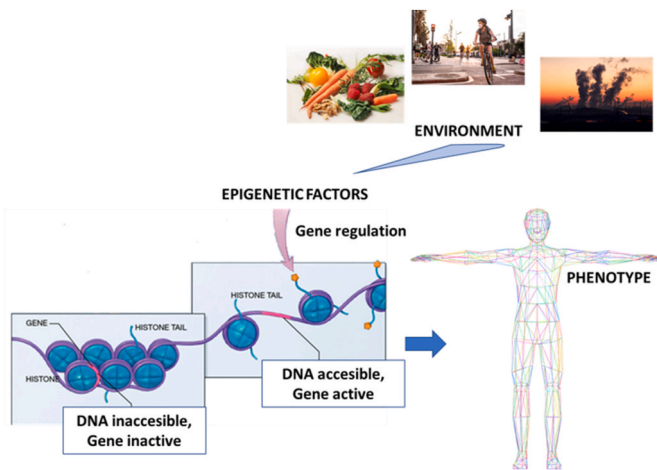 ENVIRONMENT
EPIGENETIC FACTORS
Gene regulation
PHENOTYPE
HISTONE TAIL
GENE
HISTONE TAIL
HISTONE
DNA accesible,
Gene active
DNA inaccesible,
Gene inactive